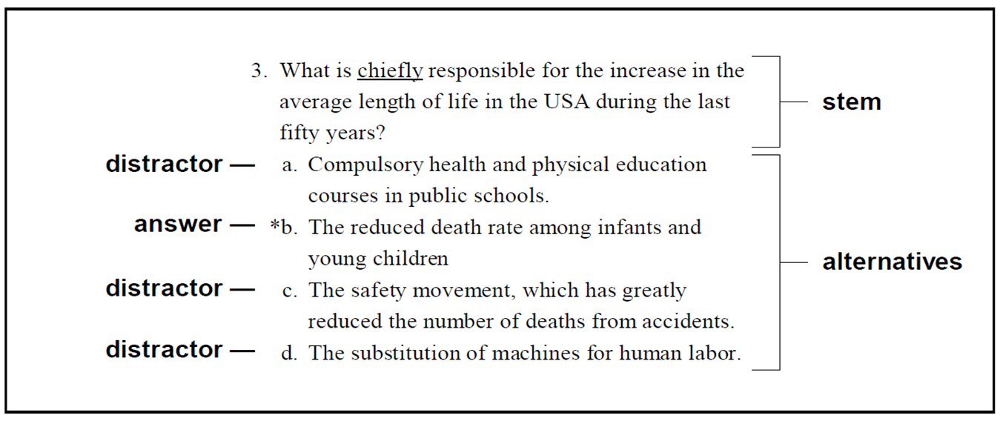 3. What is chiefly responsible for the increase in the
average length of life in the USA during the last
fifty years?
stem
distractor — a. Compulsory health and physical education
courses in public schools.
answer — *b. The reduced death rate among infants and
young children
alternatives
distractor — c. The safety movement, which has greatly
reduced the number of deaths from accidents.
distractor — d. The substitution of machines for human labor.